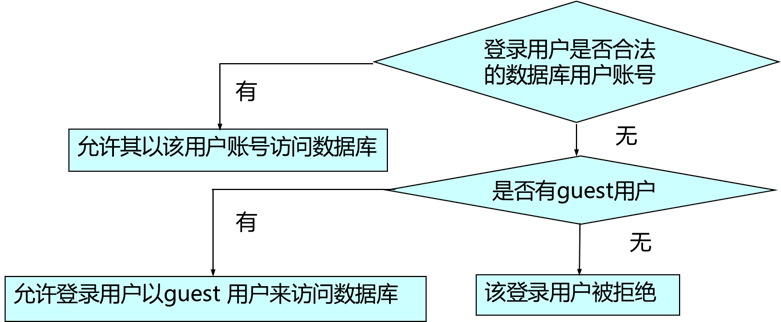 登录用户是否合法
的数据库用户账号
有
允许其以该用户账号访问数据库
无
是否有guest用户
有
无
允许登录用户以guest 用户来访问数据库
该登录用户被拒绝